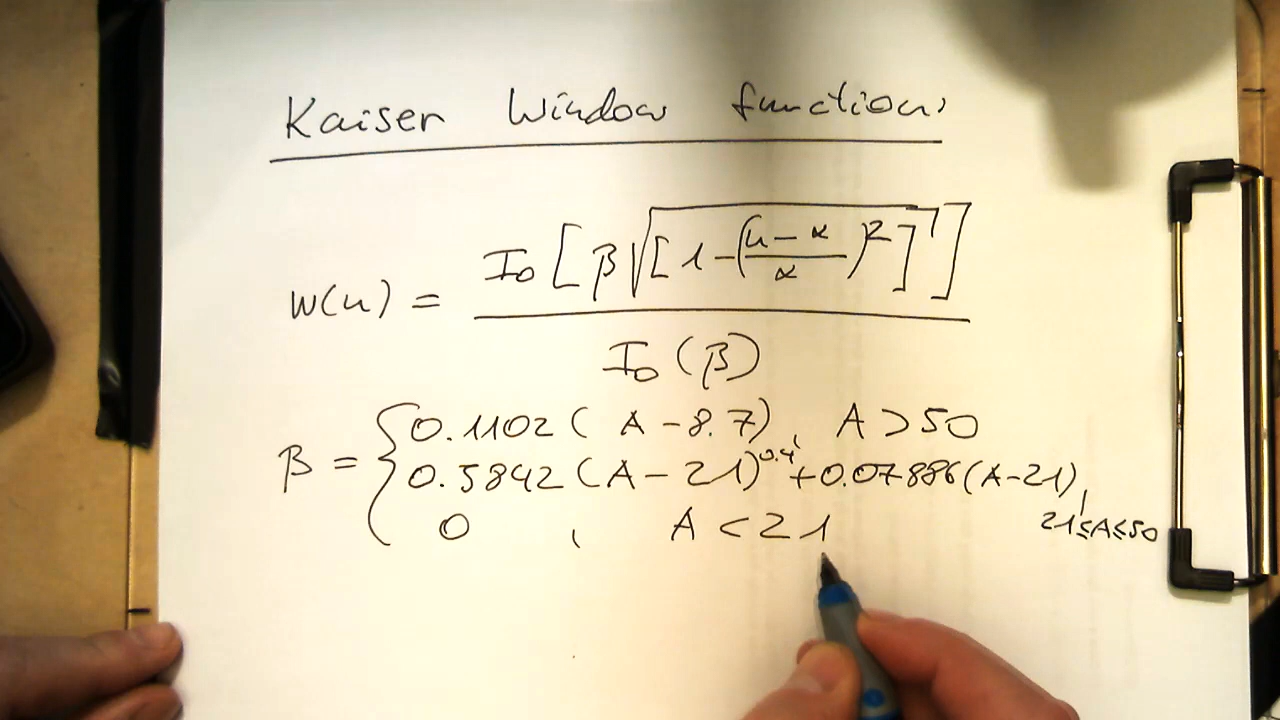 Kaiser Window function
w(n) = I₀[β√[1-(n-α/α)²]] / I₀(β)
β = { 0.1102(A-8.7), A>50
0.5842(A-21)^0.4+0.07886(A-21), 21≤A≤50
0, A<21